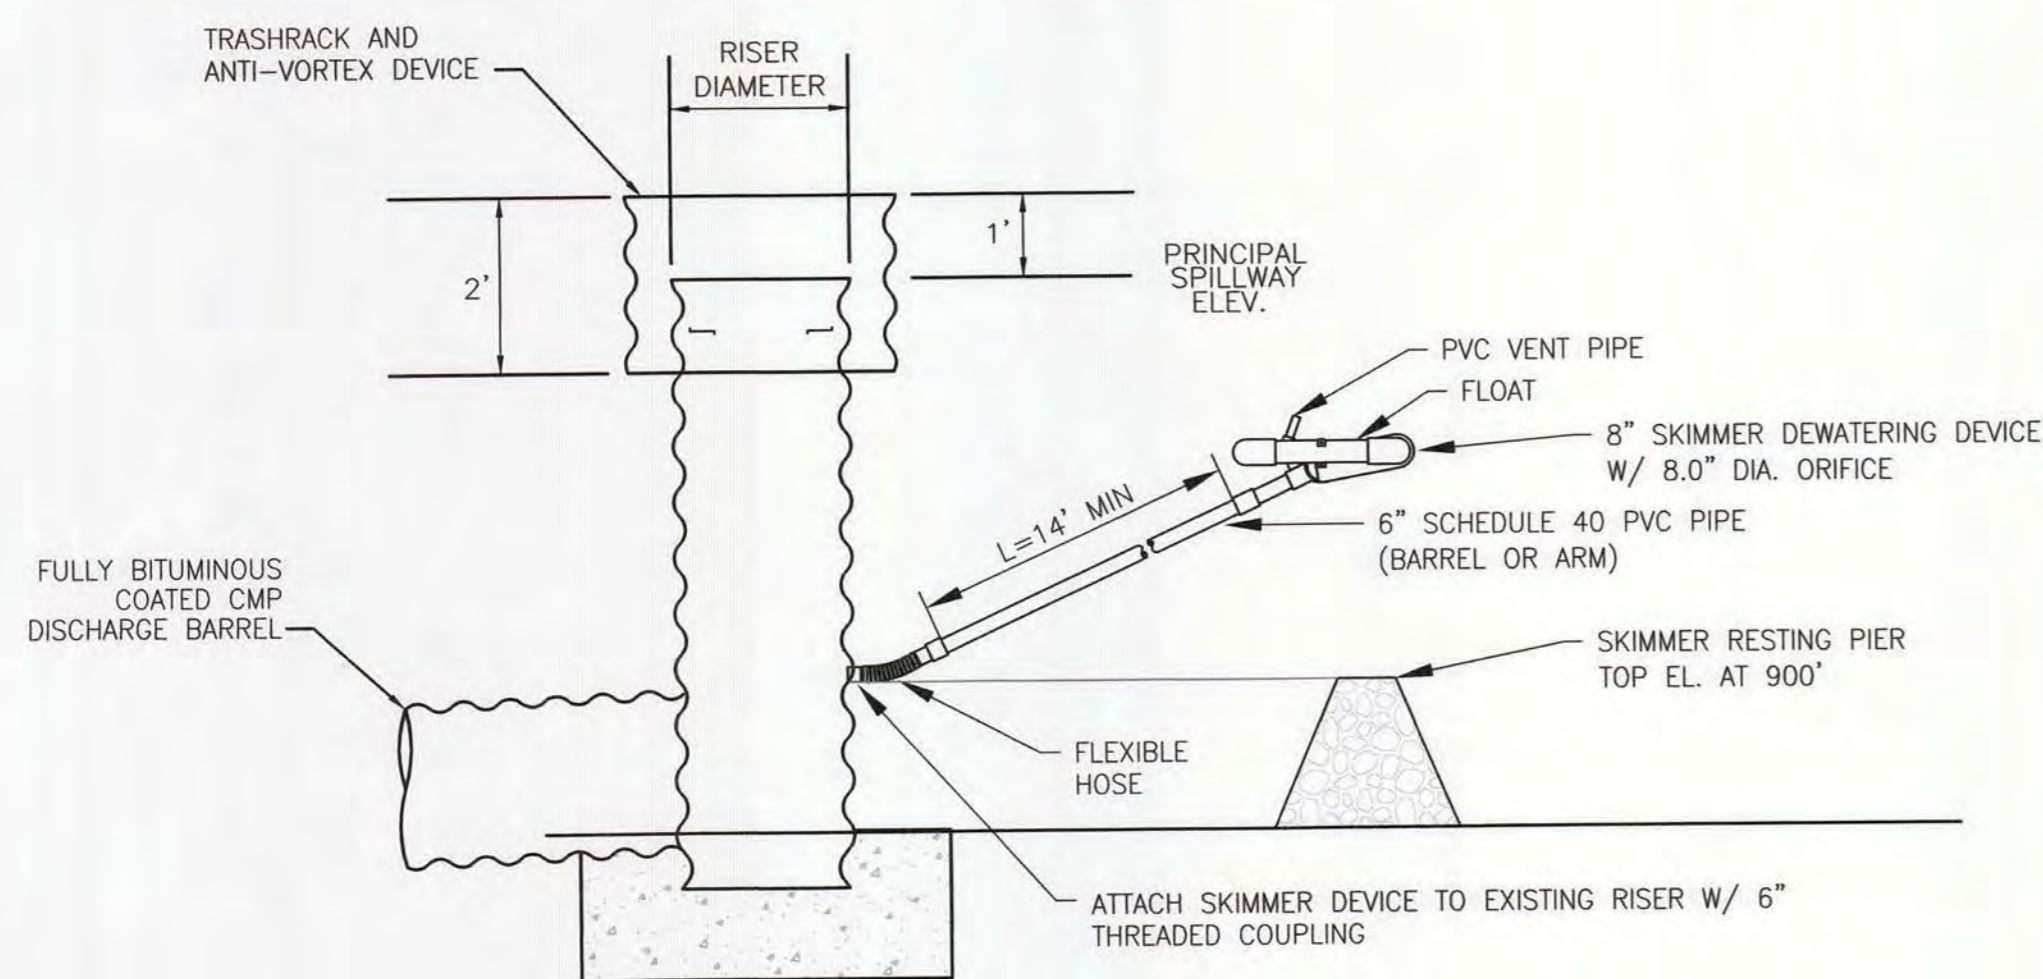 TRASHRACK AND
ANTI-VORTEX DEVICE
RISER
DIAMETER
2'
1'
PRINCIPAL
SPILLWAY
ELEV.
PVC VENT PIPE
FLOAT
8" SKIMMER DEWATERING DEVICE
W/ 8.0" DIA. ORIFICE
L=14' MIN
6" SCHEDULE 40 PVC PIPE
(BARREL OR ARM)
FULLY BITUMINOUS
COATED CMP
DISCHARGE BARREL
SKIMMER RESTING PIER
TOP EL. AT 900'
FLEXIBLE
HOSE
ATTACH SKIMMER DEVICE TO EXISTING RISER W/ 6"
THREADED COUPLING